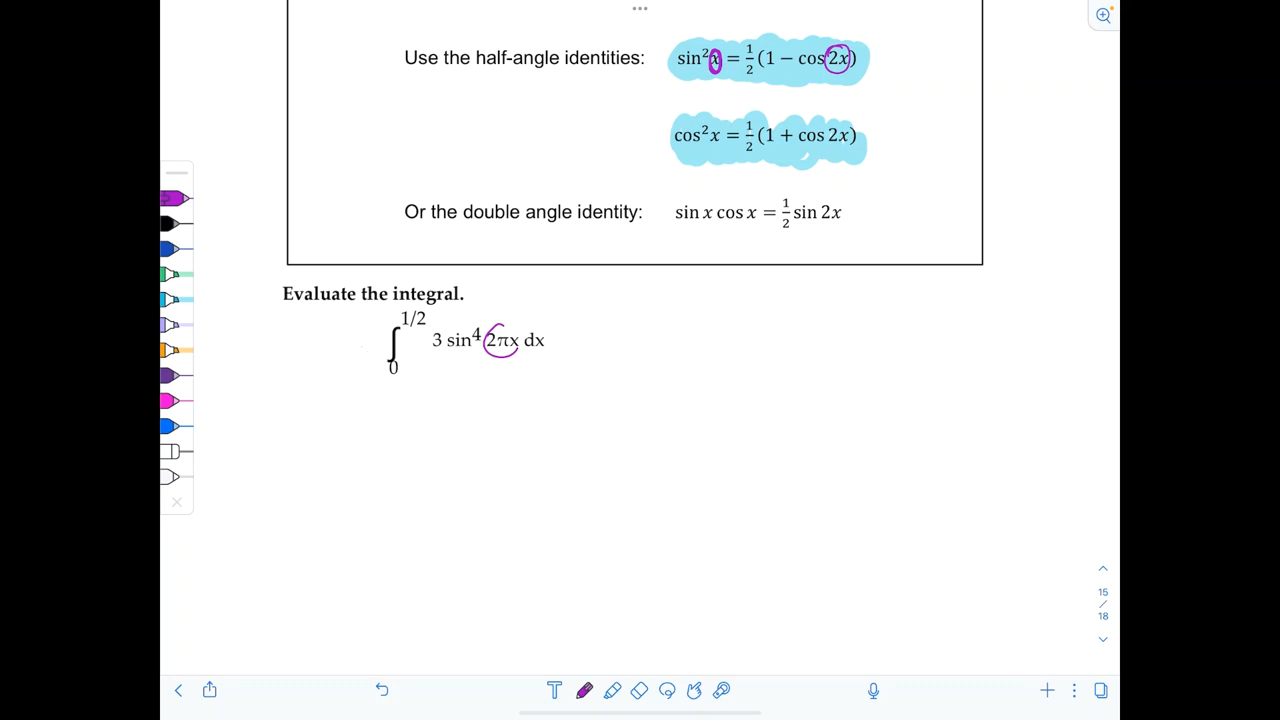 Use the half-angle identities: sin²x = 1/2 (1 − cos 2x)
cos²x = 1/2 (1 + cos 2x)
Or the double angle identity: sin x cos x = 1/2 sin 2x
Evaluate the integral.
∫₀^1/2 3 sin⁴ 2πx dx
15
/
18
T